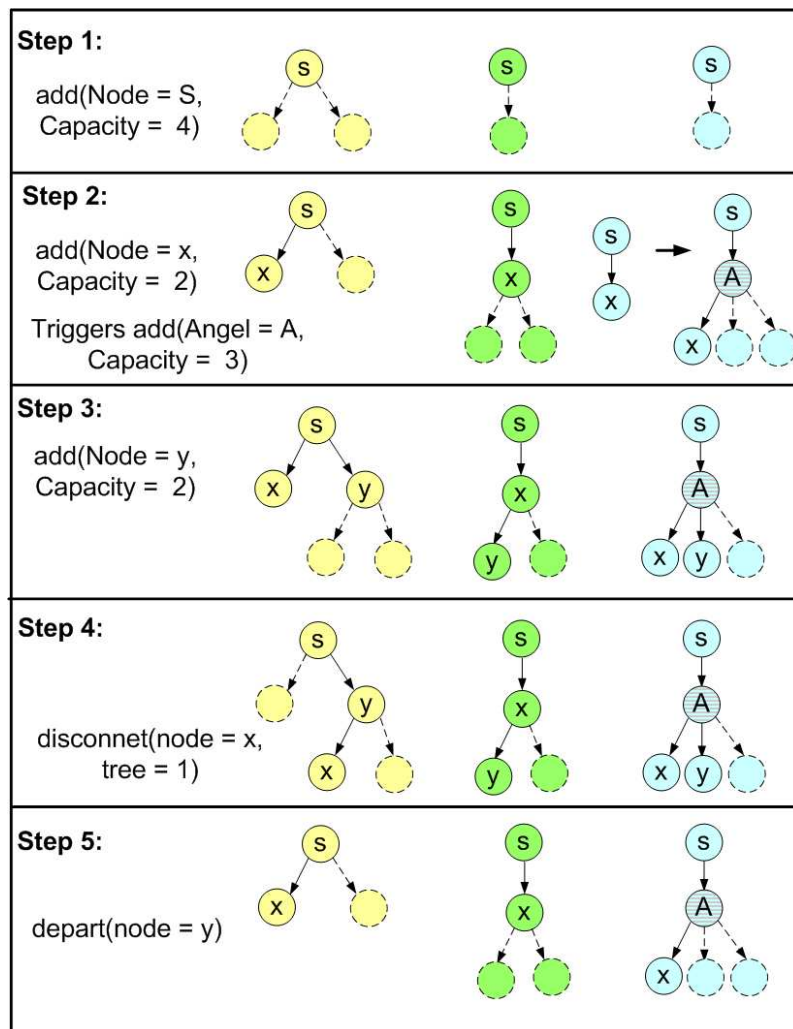 Step 1:
add(Node = S,
Capacity = 4)
s
s
s
Step 2:
add(Node = x,
Capacity = 2)
Triggers add(Angel = A,
Capacity = 3)
s
x
s
x
s
x
s
A
x
Step 3:
add(Node = y,
Capacity = 2)
s
x
y
s
x
y
s
A
x
y
Step 4:
disconnet(node = x,
tree = 1)
s
y
x
s
x
y
s
A
x
y
Step 5:
depart(node = y)
s
x
s
x
s
A
x